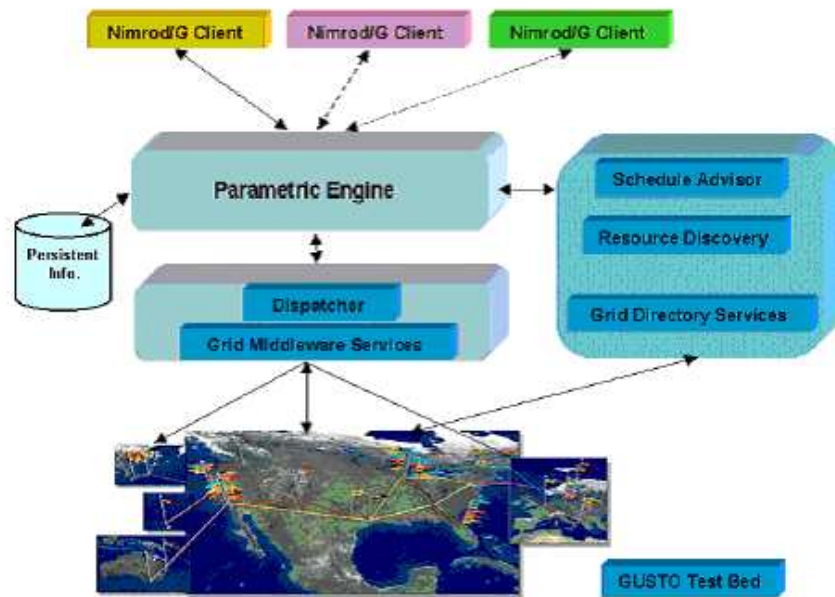 Nimrod/G Client
Nimrod/G Client
Nimrod/G Client
Parametric Engine
Schedule Advisor
Resource Discovery
Grid Directory Services
Persistent
Info.
Dispatcher
Grid Middleware Services
GUSTO Test Bed